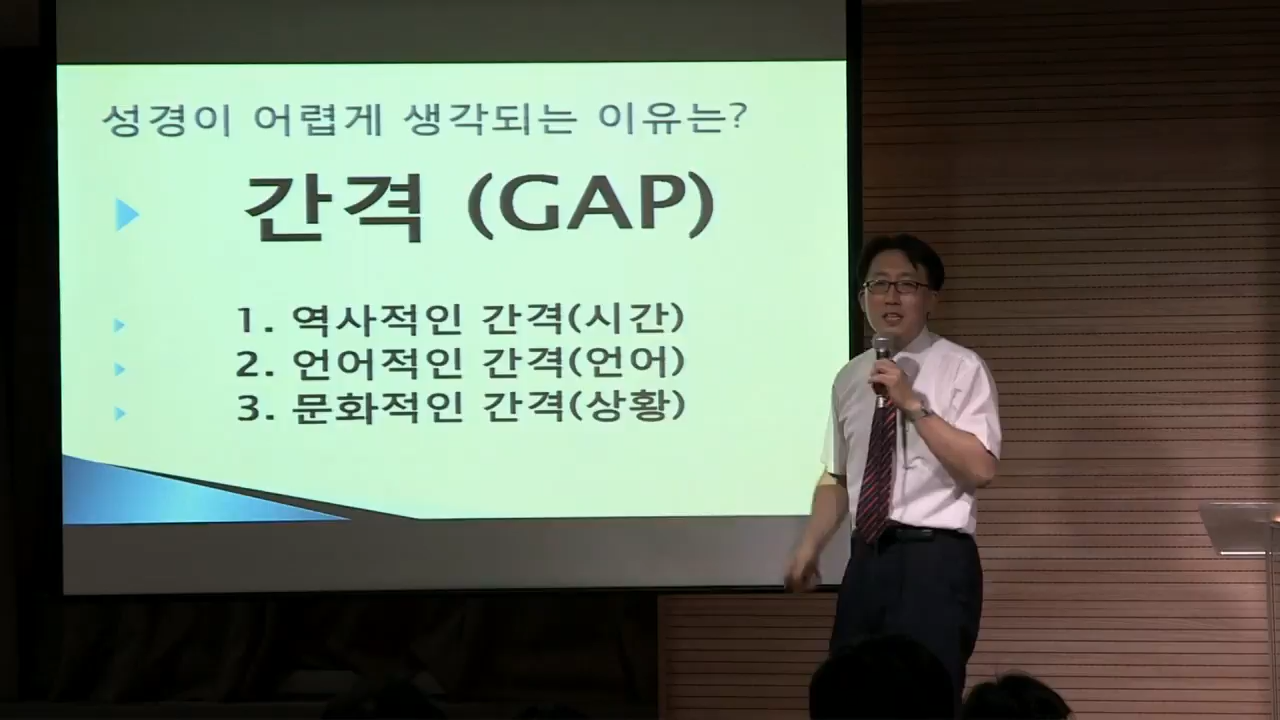 성경이 어렵게 생각되는 이유는?
간격 (GAP)
1. 역사적인 간격(시간)
2. 언어적인 간격(언어)
3. 문화적인 간격(상황)